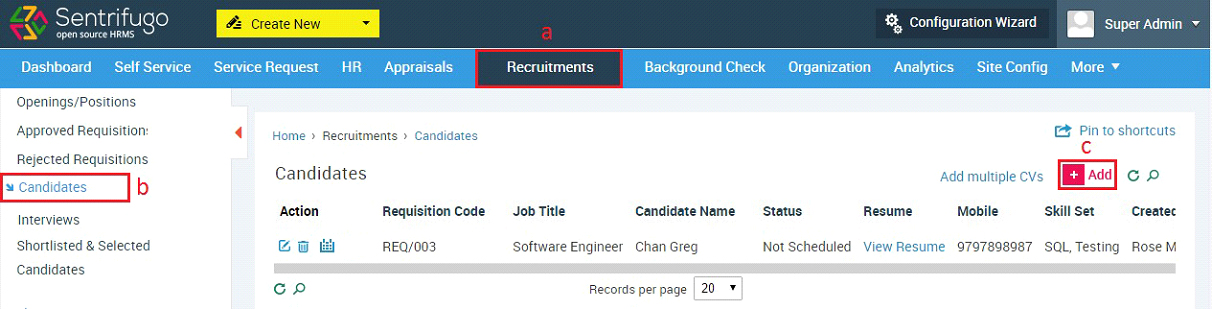 Sentrifugo
open source HRMS
Create New
Configuration Wizard
Super Admin
a
Dashboard Self Service Service Request HR Appraisals Recruitments Background Check Organization Analytics Site Config More
Openings/Positions
Approved Requisitions
Rejected Requisitions
Candidates b
Interviews
Shortlisted & Selected
Candidates
Home › Recruitments › Candidates
Pin to shortcuts
c
Candidates
Add multiple CVs + Add
Action Requisition Code Job Title Candidate Name Status Resume Mobile Skill Set Created
REQ/003 Software Engineer Chan Greg Not Scheduled View Resume 9797898987 SQL, Testing Rose M
Records per page 20